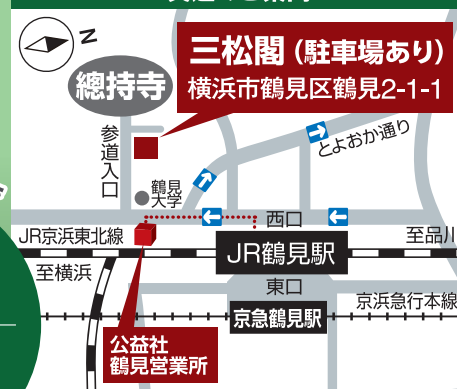 N
三松閣（駐車場あり）
横浜市鶴見区鶴見2-1-1
總持寺
参道入口
とよおか通り
鶴見
大学
西口
JR京浜東北線
至品川
JR鶴見駅
至横浜
東口
京浜急行本線
京急鶴見駅
公益社
鶴見営業所